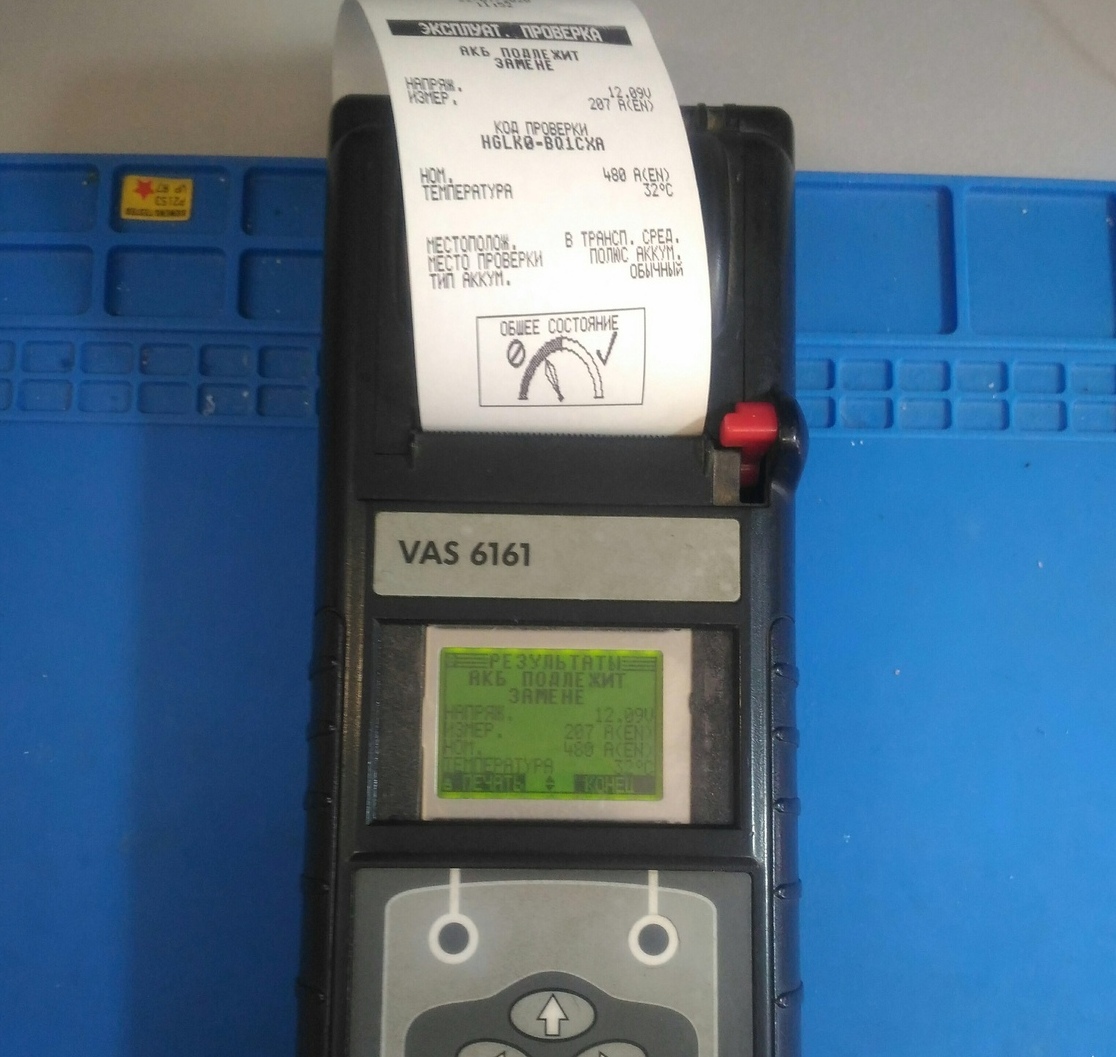 ЭКСПЛУАТ. ПРОВЕРКА
АКБ ПОДЛЕЖИТ
ЗАМЕНЕ
НАПРЯЖ. 12.09V
ИЗМЕР. 207 A(EN)
КОД ПРОВЕРКИ
HGLK0-BQ1CXA
НОМ. 480 A(EN)
ТЕМПЕРАТУРА 32°C
МЕСТОПОЛОЖ. В ТРАНСП. СРЕД.
МЕСТО ПРОВЕРКИ ПОЛЮС АККУМ.
ТИП АККУМ. ОБЫЧНЫЙ
ОБЩЕЕ СОСТОЯНИЕ
VAS 6161
РЕЗУЛЬТАТЫ
АКБ ПОДЛЕЖИТ
ЗАМЕНЕ
НАПРЯЖ. 12.09V
ИЗМЕР. 207 A(EN)
НОМ. 480 A(EN)
ТЕМПЕРАТУРА 32°C
ПЕЧАТЬ КОНЕЦ